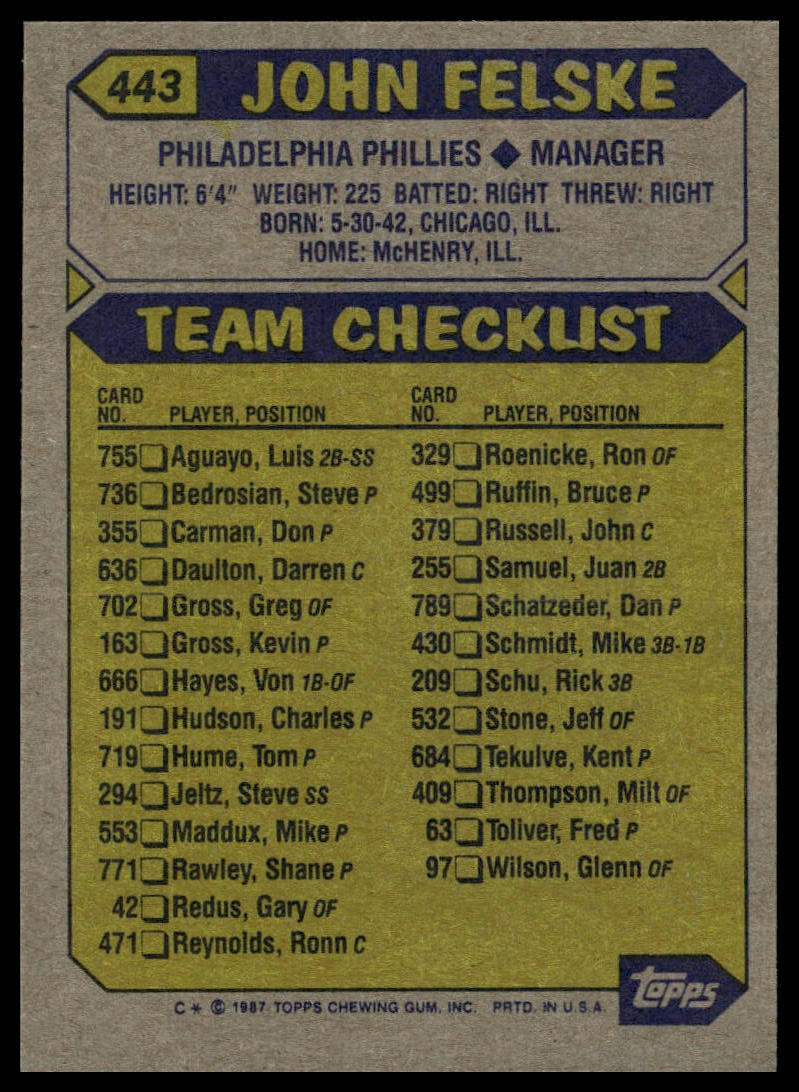 443 JOHN FELSKE
PHILADELPHIA PHILLIES ◆ MANAGER
HEIGHT: 6'4" WEIGHT: 225 BATTED: RIGHT THREW: RIGHT
BORN: 5-30-42, CHICAGO, ILL.
HOME: McHENRY, ILL.
TEAM CHECKLIST
CARD
NO. PLAYER, POSITION
755 Aguayo, Luis 2B-SS
736 Bedrosian, Steve P
355 Carman, Don P
636 Daulton, Darren C
702 Gross, Greg OF
163 Gross, Kevin P
666 Hayes, Von 1B-OF
191 Hudson, Charles P
719 Hume, Tom P
294 Jeltz, Steve SS
553 Maddux, Mike P
771 Rawley, Shane P
42 Redus, Gary OF
471 Reynolds, Ronn C
CARD
NO. PLAYER, POSITION
329 Roenicke, Ron OF
499 Ruffin, Bruce P
379 Russell, John C
255 Samuel, Juan 2B
789 Schatzeder, Dan P
430 Schmidt, Mike 3B-1B
209 Schu, Rick 3B
532 Stone, Jeff OF
684 Tekulve, Kent P
409 Thompson, Milt OF
63 Toliver, Fred P
97 Wilson, Glenn OF
topps
C * © 1987 TOPPS CHEWING GUM, INC. PRTD. IN U.S.A.